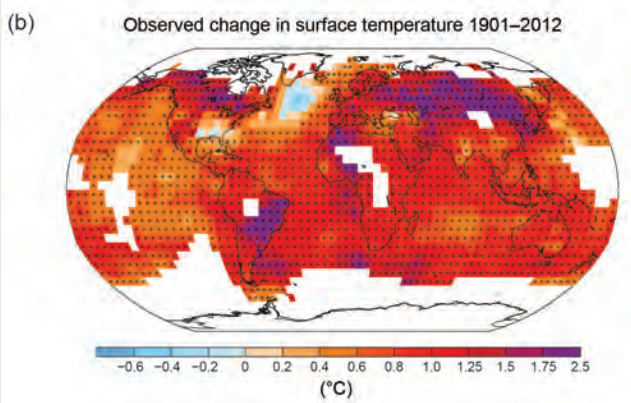 (b) Observed change in surface temperature 1901–2012
−0.6 −0.4 −0.2 0 0.2 0.4 0.6 0.8 1.0 1.25 1.5 1.75 2.5
(°C)